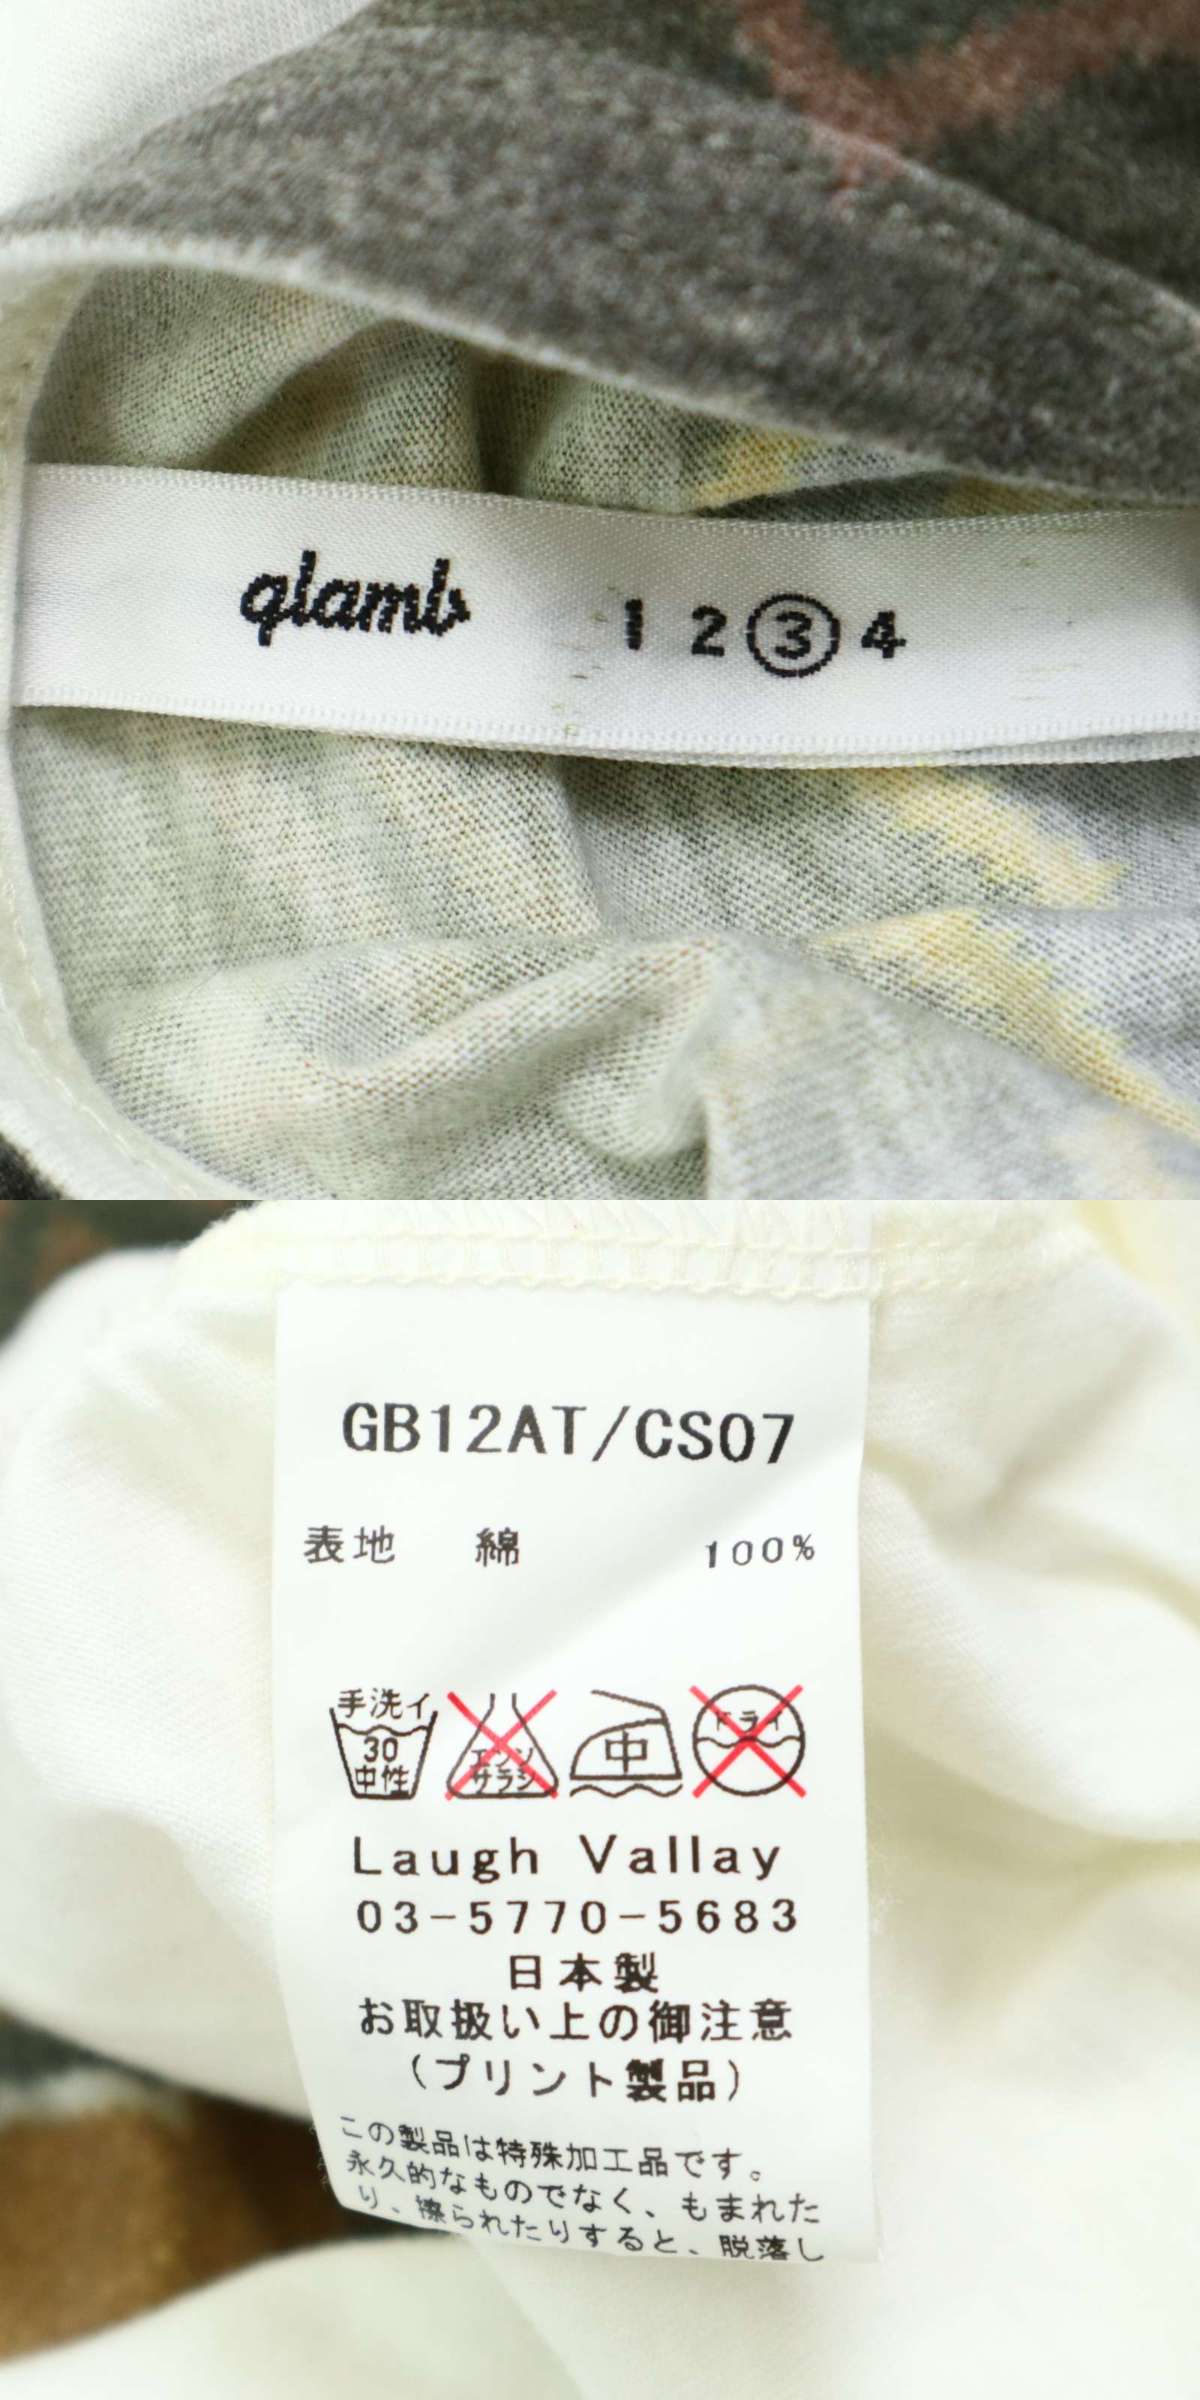 glamb 1 2 3 4
GB12AT/CS07
表地 綿 100%
手洗イ
30
中性
エンソ
サラシ
中
ドライ
Laugh Vallay
03-5770-5683
日本製
お取扱い上の御注意
(プリント製品)
この製品は特殊加工品です。
永久的なものでなく、もまれた
り、擦られたりすると、脱落し